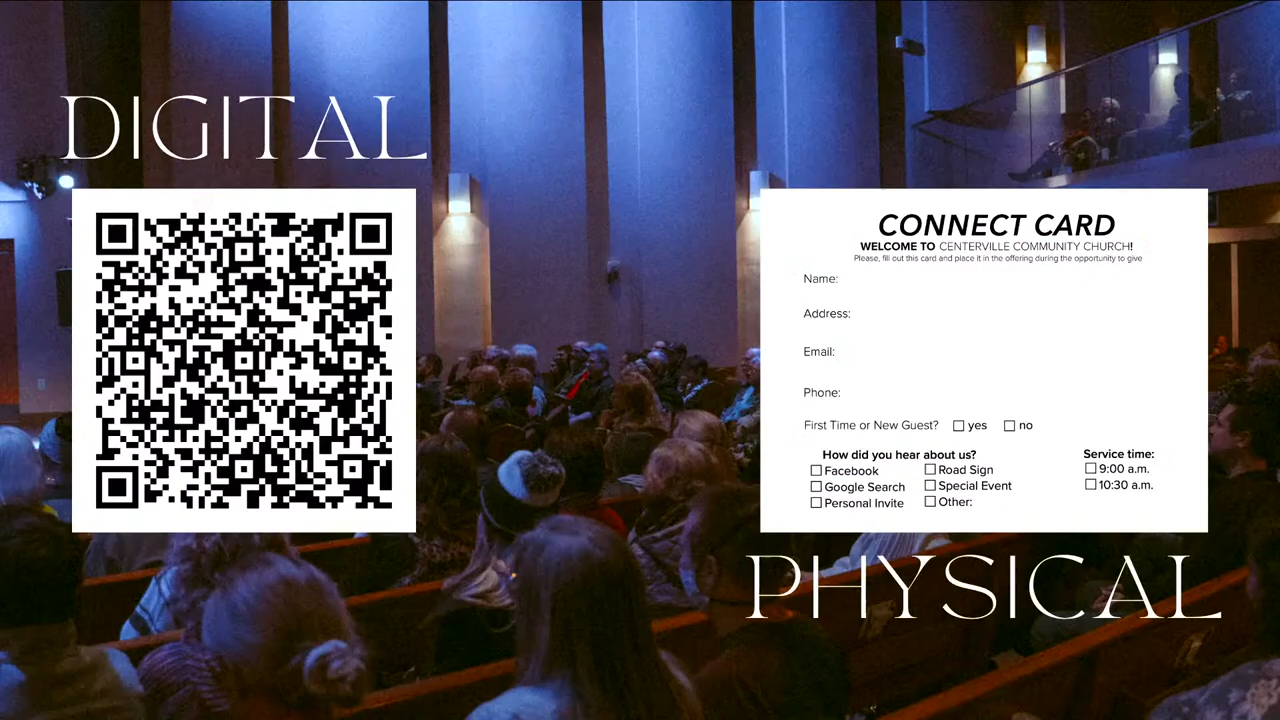 DIGITAL
CONNECT CARD
WELCOME TO CENTERVILLE COMMUNITY CHURCH!
Please, fill out this card and place it in the offering during the opportunity to give
Name:
Address:
Email:
Phone:
First Time or New Guest? ☐ yes ☐ no
How did you hear about us?
☐ Facebook
☐ Google Search
☐ Personal Invite
☐ Road Sign
☐ Special Event
☐ Other:
Service time:
☐ 9:00 a.m.
☐ 10:30 a.m.
PHYSICAL